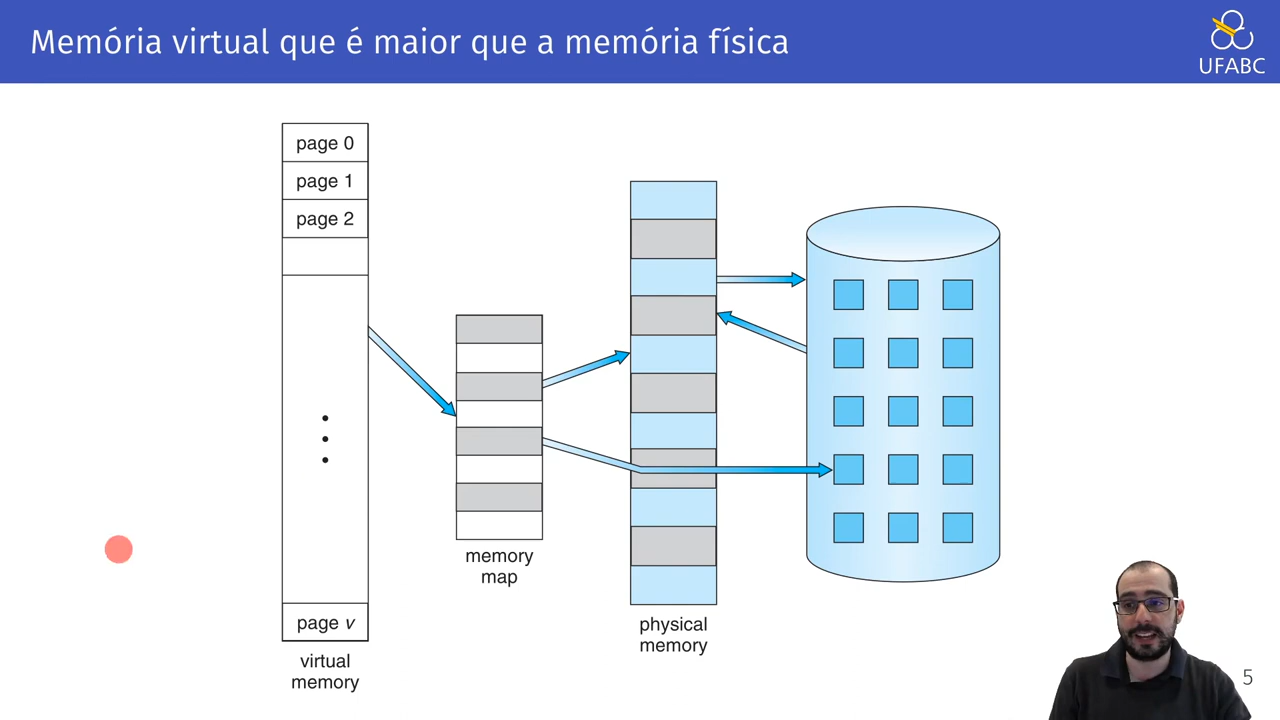 Memória virtual que é maior que a memória física
UFABC
page 0
page 1
page 2
page v
virtual
memory
memory
map
physical
memory
5